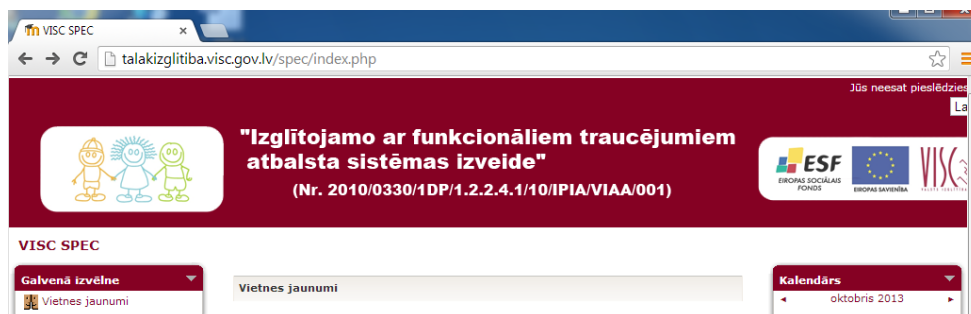 VISC SPEC
talakizglitiba.visc.gov.lv/spec/index.php
Jūs neesat pieslēdzies
La
"Izglītojamo ar funkcionāliem traucējumiem
atbalsta sistēmas izveide"
(Nr. 2010/0330/1DP/1.2.2.4.1/10/IPIA/VIAA/001)
ESF
EIROPAS SOCIĀLAIS
FONDS
EIROPAS SAVIENĪBA
VISC
VISC SPEC
Galvenā izvēlne
Vietnes jaunumi
Vietnes jaunumi
Kalendārs
oktobris 2013